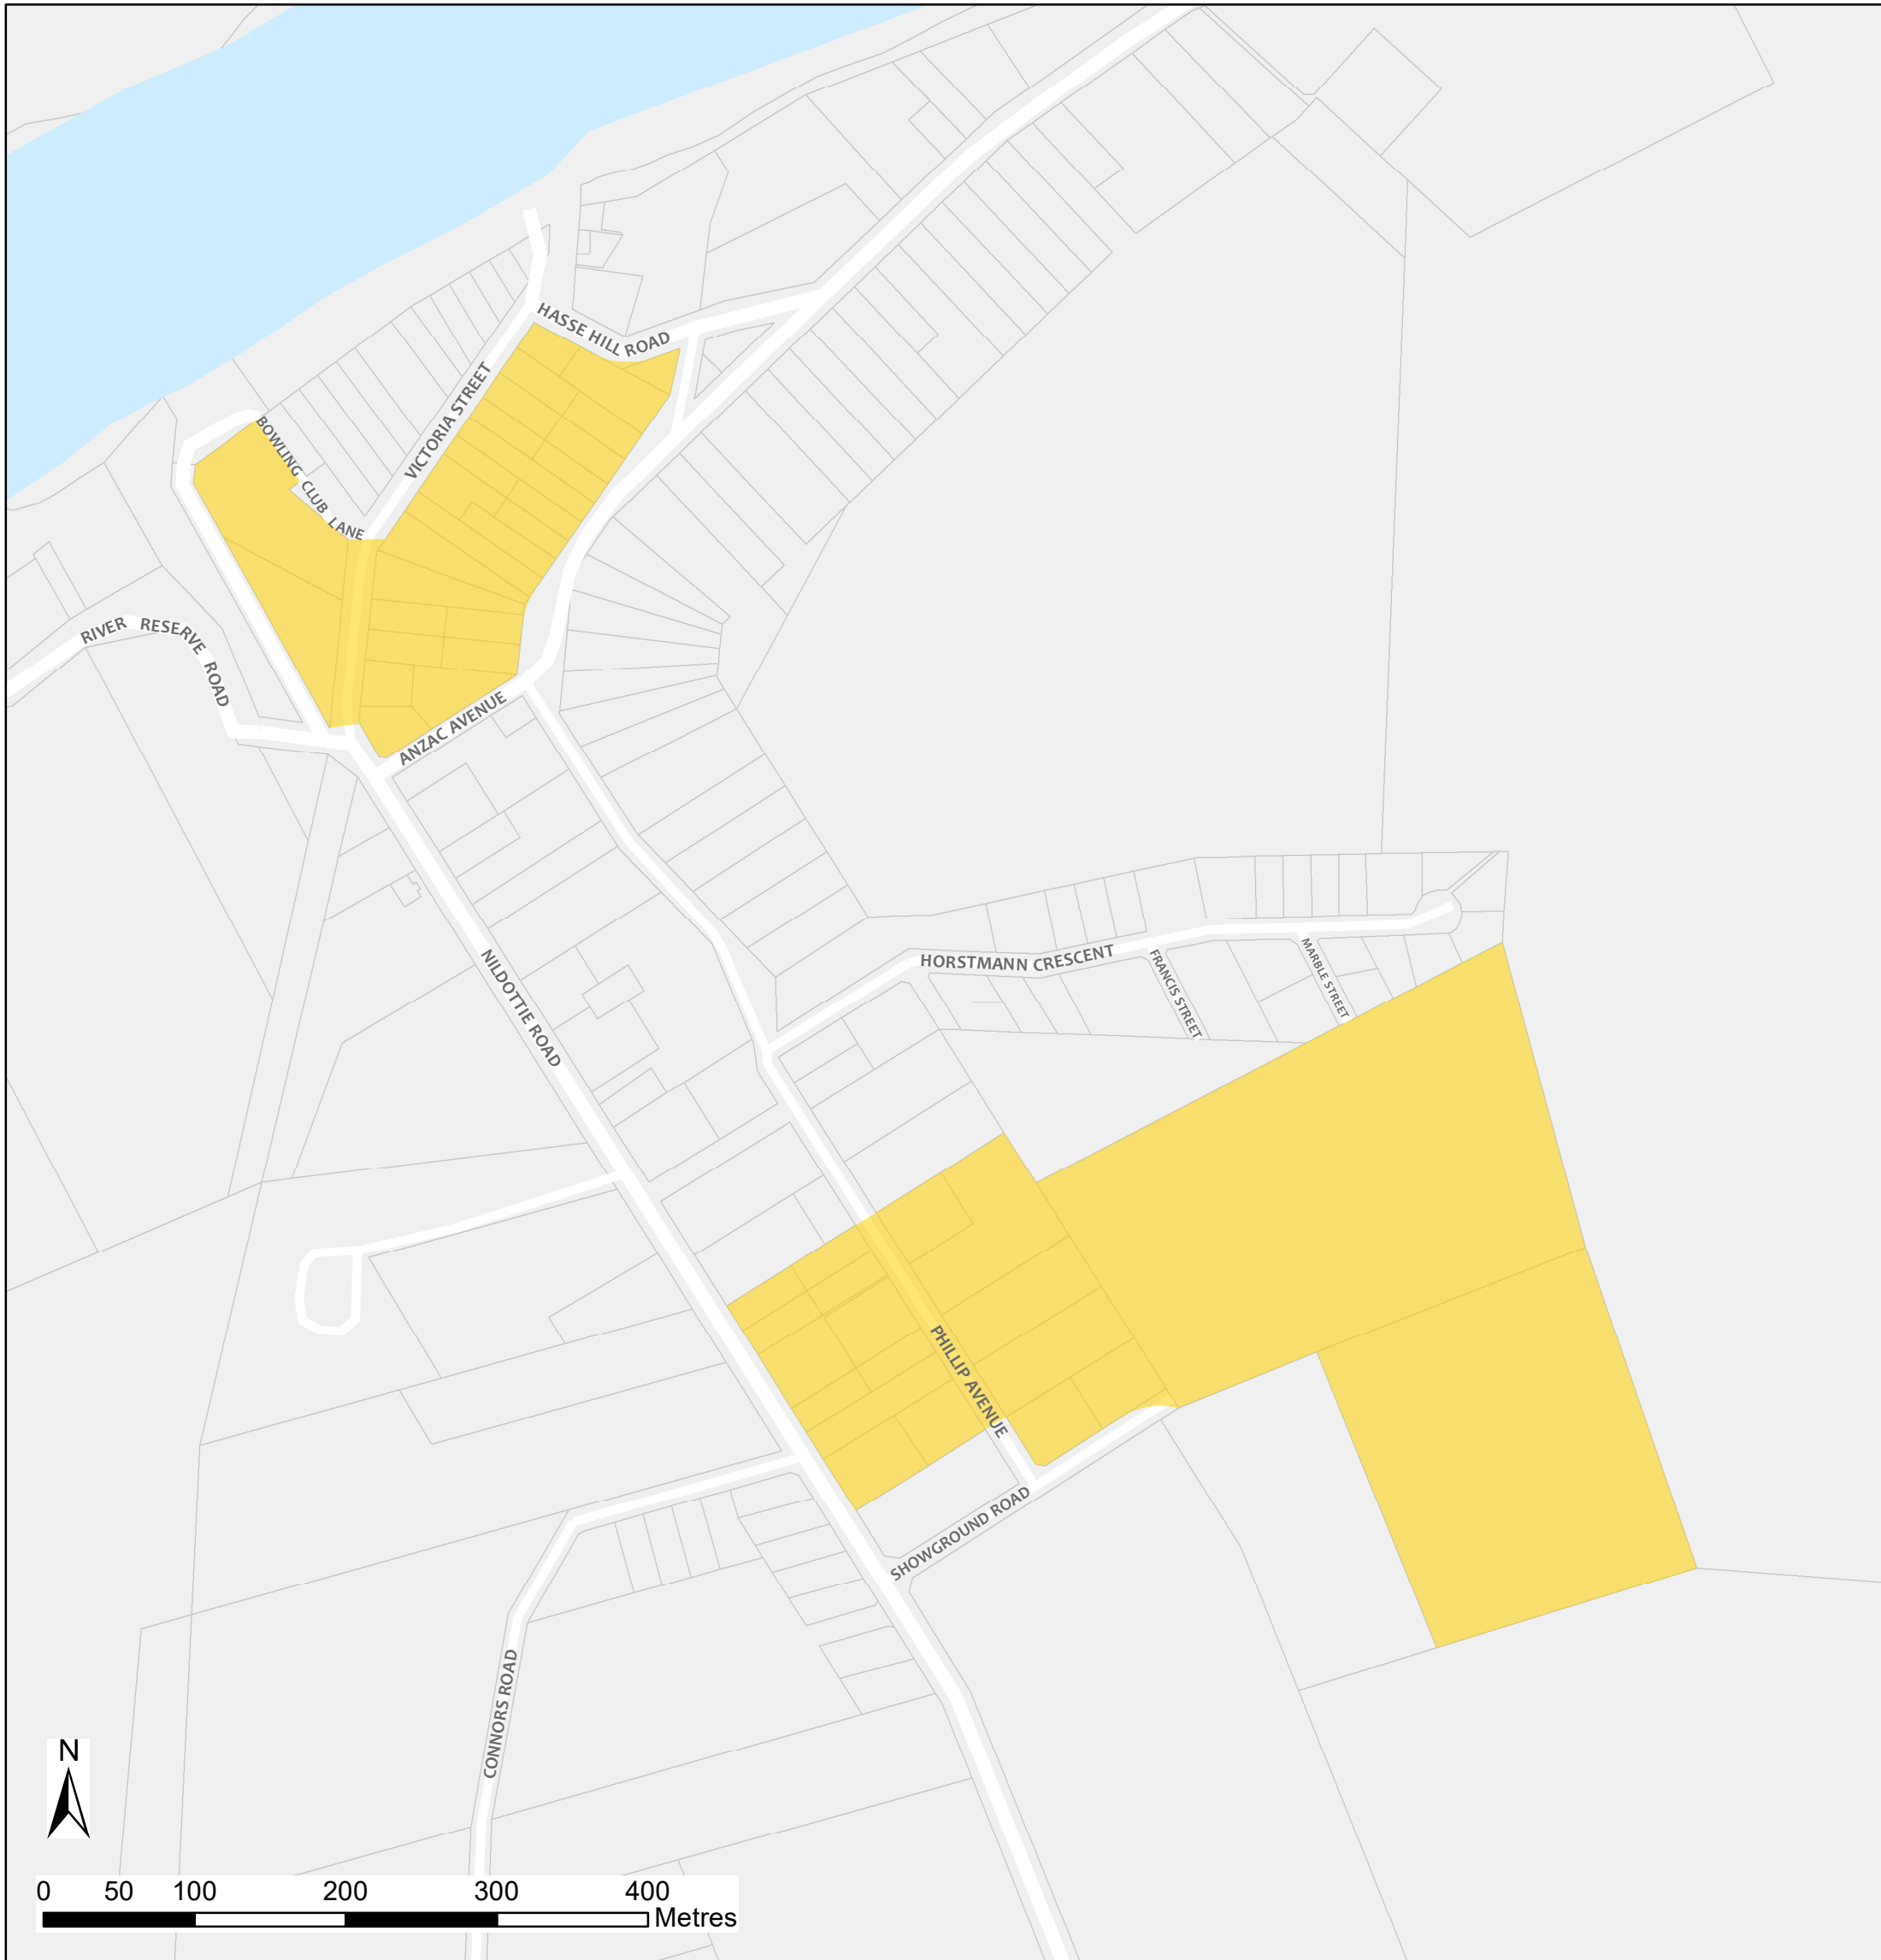 HASSE HILL ROAD
VICTORIA STREET
BOWLING CLUB LANE
RIVER RESERVE ROAD
ANZAC AVENUE
NILDOTTIE ROAD
HORSTMANN CRESCENT
FRANCIS STREET
MARBLE STREET
PHILLIP AVENUE
SHOWGROUND ROAD
CONNORS ROAD
N
0 50 100 200 300 400
Metres